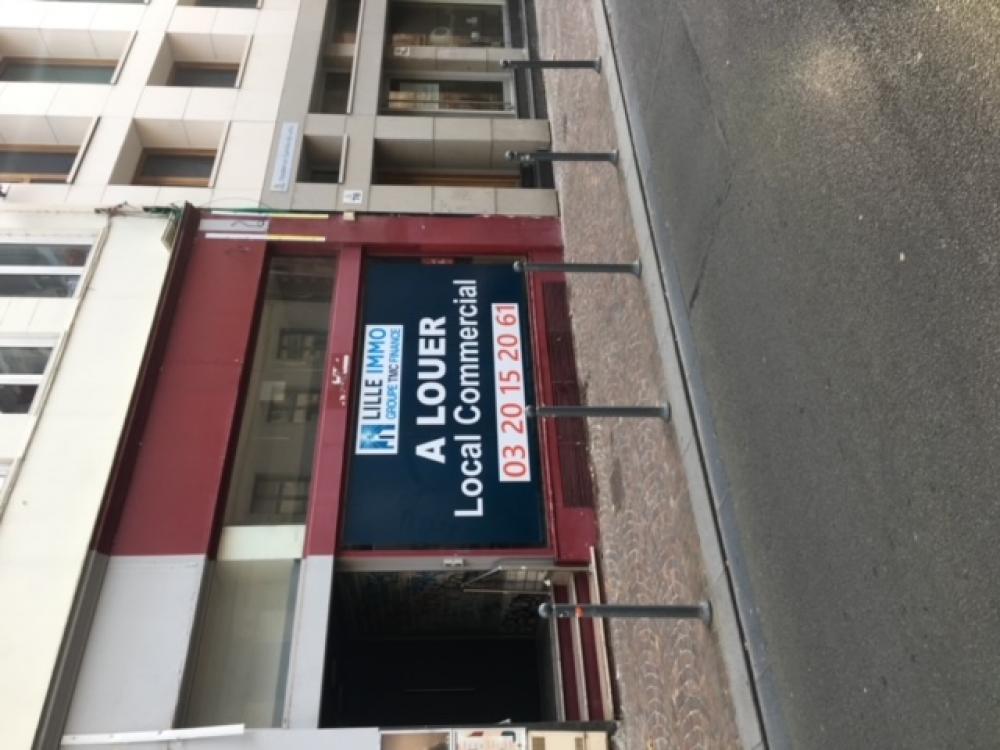 LILLE IMMO
GROUPE TMC FINANCE
A LOUER
Local Commercial
03 20 15 20 61